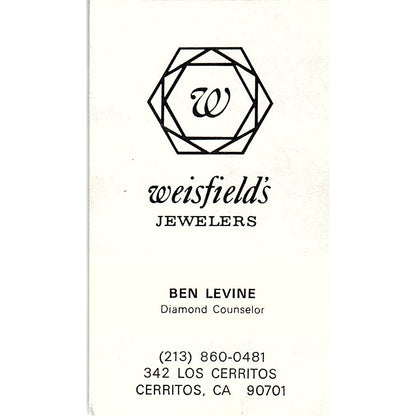 W
weisfield's
JEWELERS
BEN LEVINE
Diamond Counselor
(213) 860-0481
342 LOS CERRITOS
CERRITOS, CA 90701